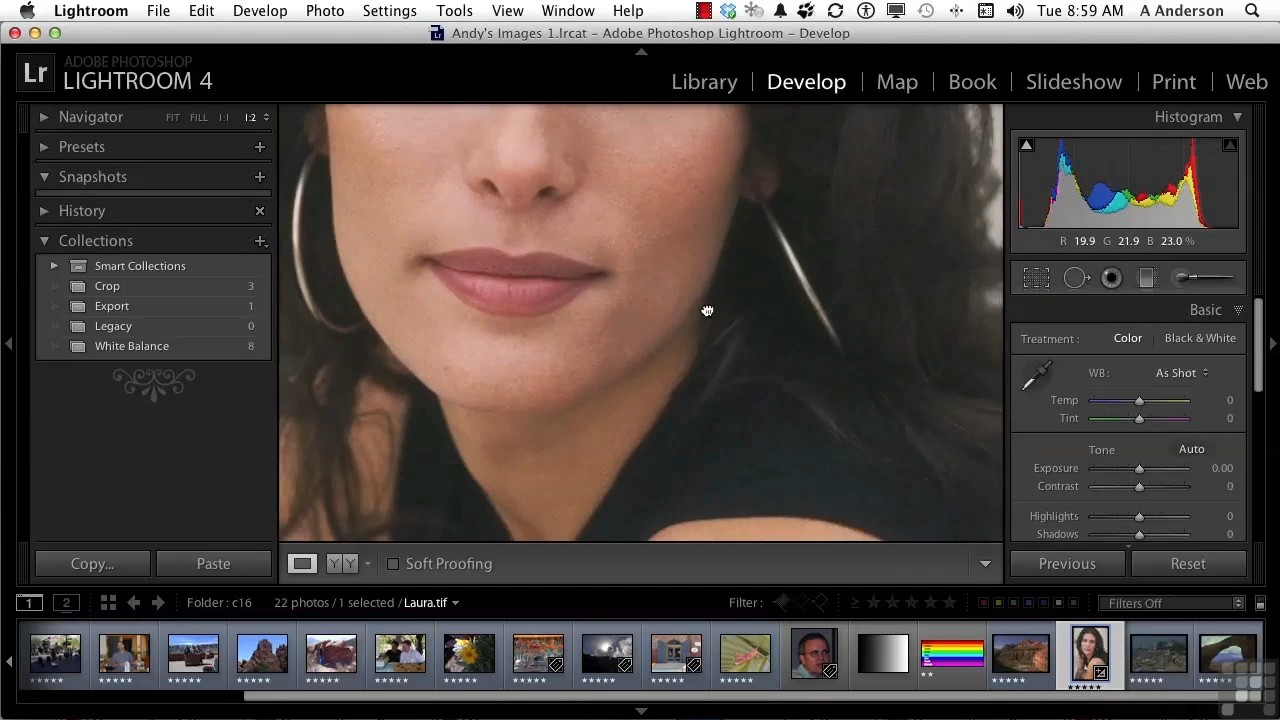 Lightroom File Edit Develop Photo Settings Tools View Window Help Tue 8:59 AM A Anderson
Andy's Images 1.lrcat – Adobe Photoshop Lightroom – Develop
Lr ADOBE PHOTOSHOP
LIGHTROOM 4
Library Develop Map Book Slideshow Print Web
Navigator FIT FILL 1:1 1:2
Presets
Snapshots
History
Collections
Smart Collections
Crop 3
Export 1
Legacy 0
White Balance 8
Copy... Paste
YY Soft Proofing
Histogram
R 19.9 G 21.9 B 23.0 %
Basic
Treatment : Color Black & White
WB : As Shot
Temp 0
Tint 0
Tone Auto
Exposure 0.00
Contrast 0
Highlights 0
Shadows 0
Previous Reset
1 2 Folder : c16 22 photos / 1 selected / Laura.tif Filter : Filters Off